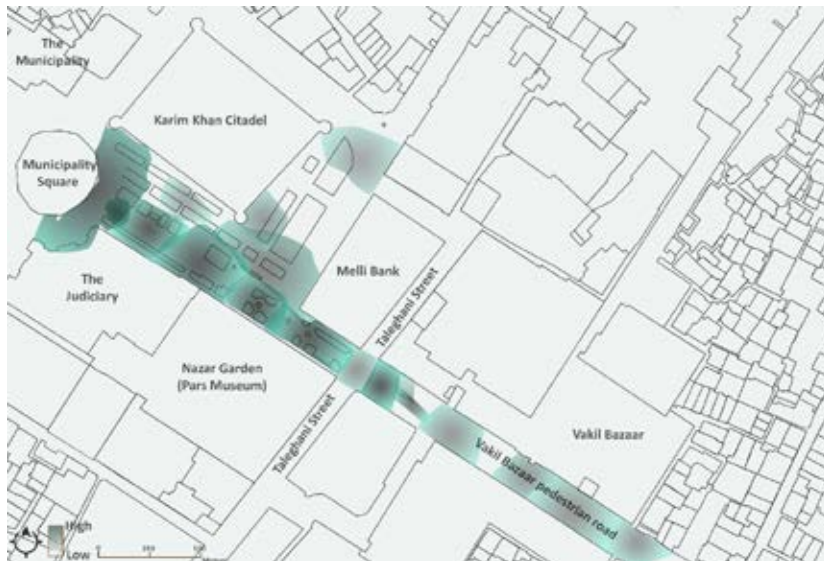 The
Municipality
Karim Khan Citadel
Municipality
Square
The
Judiciary
Melli Bank
Taleghani Street
Nazar Garden
(Pars Museum)
Taleghani Street
Vakil Bazaar
Vakil Bazaar pedestrian road
High
Low
0